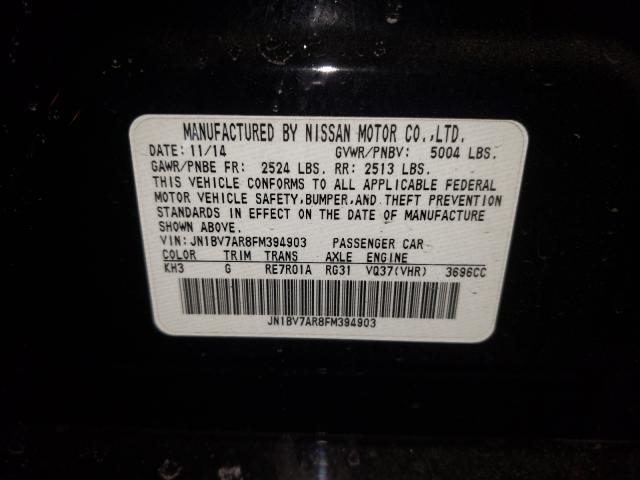 MANUFACTURED BY NISSAN MOTOR CO.,LTD.
DATE: 11/14 GVWR/PNBV: 5004 LBS.
GAWR/PNBE FR: 2524 LBS. RR: 2513 LBS.
THIS VEHICLE CONFORMS TO ALL APPLICABLE FEDERAL
MOTOR VEHICLE SAFETY,BUMPER,AND THEFT PREVENTION
STANDARDS IN EFFECT ON THE DATE OF MANUFACTURE
SHOWN ABOVE.
VIN: JN1BV7AR8FM394903 PASSENGER CAR
COLOR TRIM TRANS AXLE ENGINE
KH3 G RE7R01A RG31 VQ37(VHR) 3696CC
JN1BV7AR8FM394903